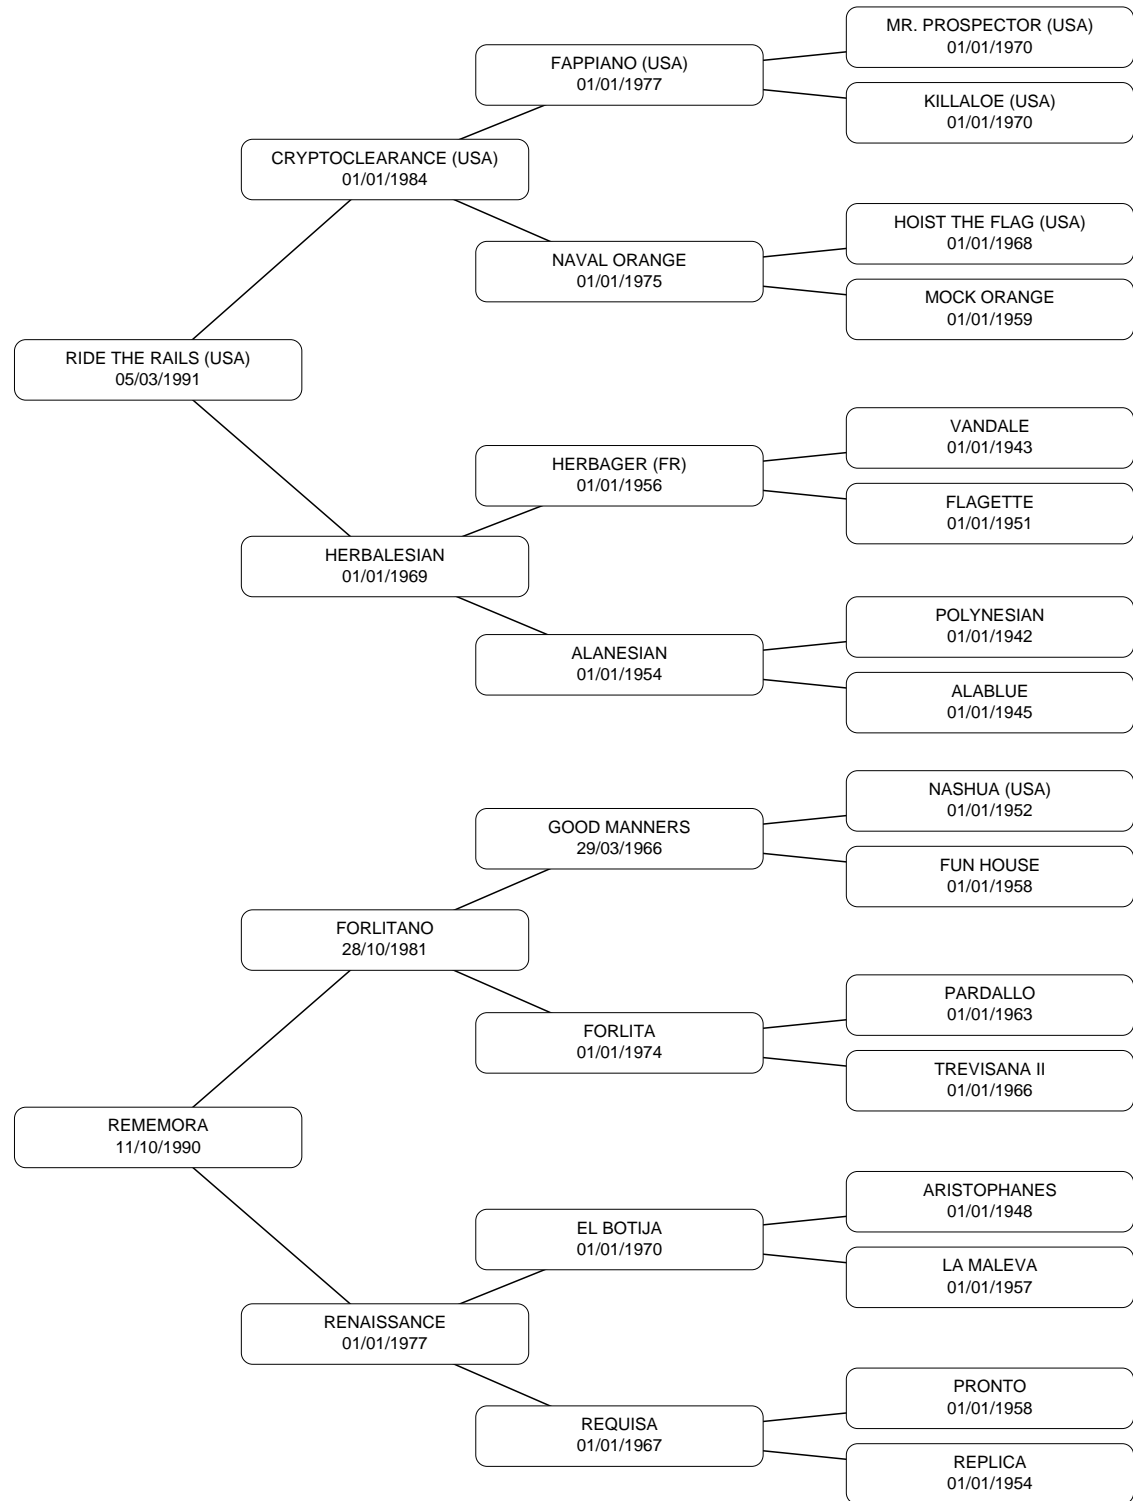 MR. PROSPECTOR (USA)
01/01/1970
FAPPIANO (USA)
01/01/1977
KILLALOE (USA)
01/01/1970
CRYPTOCLEARANCE (USA)
01/01/1984
HOIST THE FLAG (USA)
01/01/1968
NAVAL ORANGE
01/01/1975
MOCK ORANGE
01/01/1959
RIDE THE RAILS (USA)
05/03/1991
VANDALE
01/01/1943
HERBAGER (FR)
01/01/1956
FLAGETTE
01/01/1951
HERBALESIAN
01/01/1969
POLYNESIAN
01/01/1942
ALANESIAN
01/01/1954
ALABLUE
01/01/1945
NASHUA (USA)
01/01/1952
GOOD MANNERS
29/03/1966
FUN HOUSE
01/01/1958
FORLITANO
28/10/1981
PARDALLO
01/01/1963
FORLITA
01/01/1974
TREVISANA II
01/01/1966
REMEMORA
11/10/1990
ARISTOPHANES
01/01/1948
EL BOTIJA
01/01/1970
LA MALEVA
01/01/1957
RENAISSANCE
01/01/1977
PRONTO
01/01/1958
REQUISA
01/01/1967
REPLICA
01/01/1954